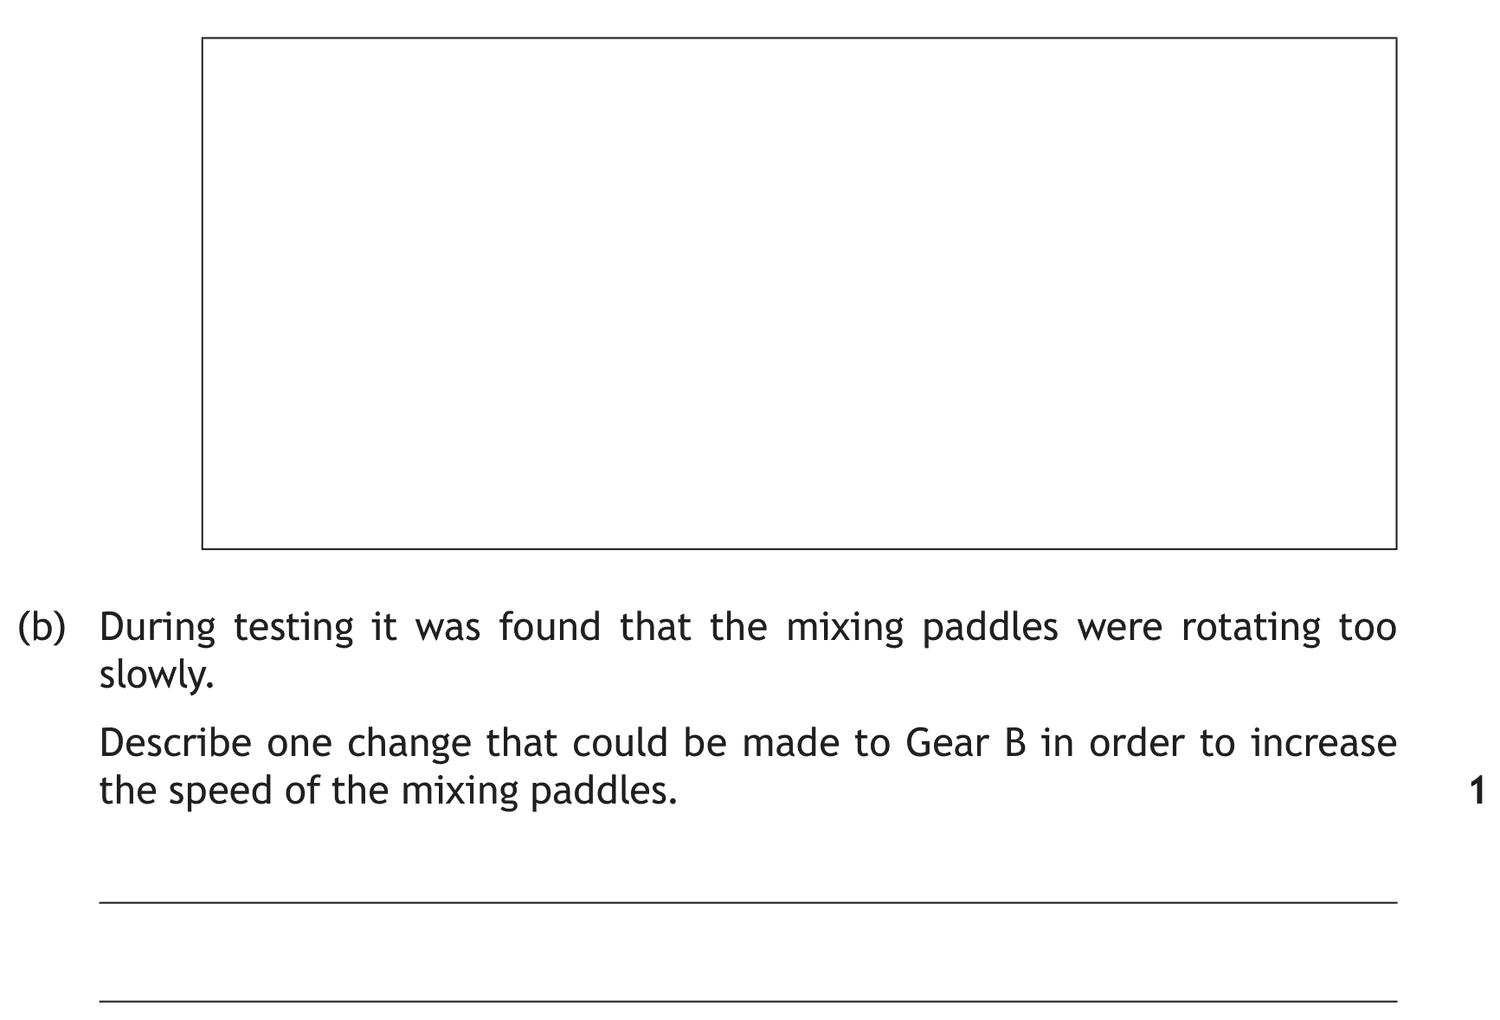 (b) During testing it was found that the mixing paddles were rotating too
slowly.
Describe one change that could be made to Gear B in order to increase
the speed of the mixing paddles.
1